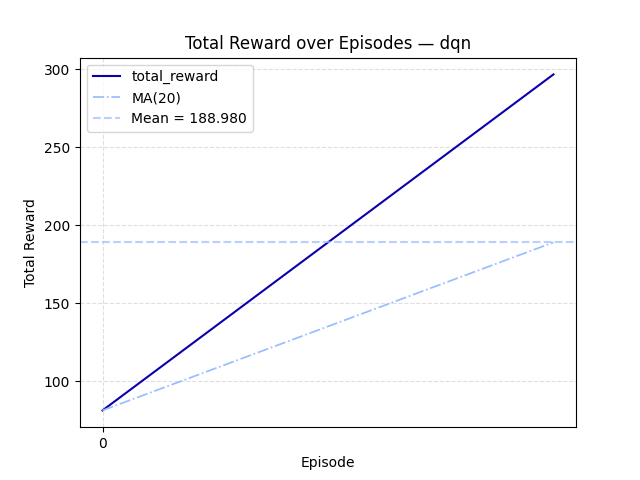 Total Reward over Episodes — dqn
total_reward
MA(20)
Mean = 188.980
300
250
200
150
100
Total Reward
0
Episode